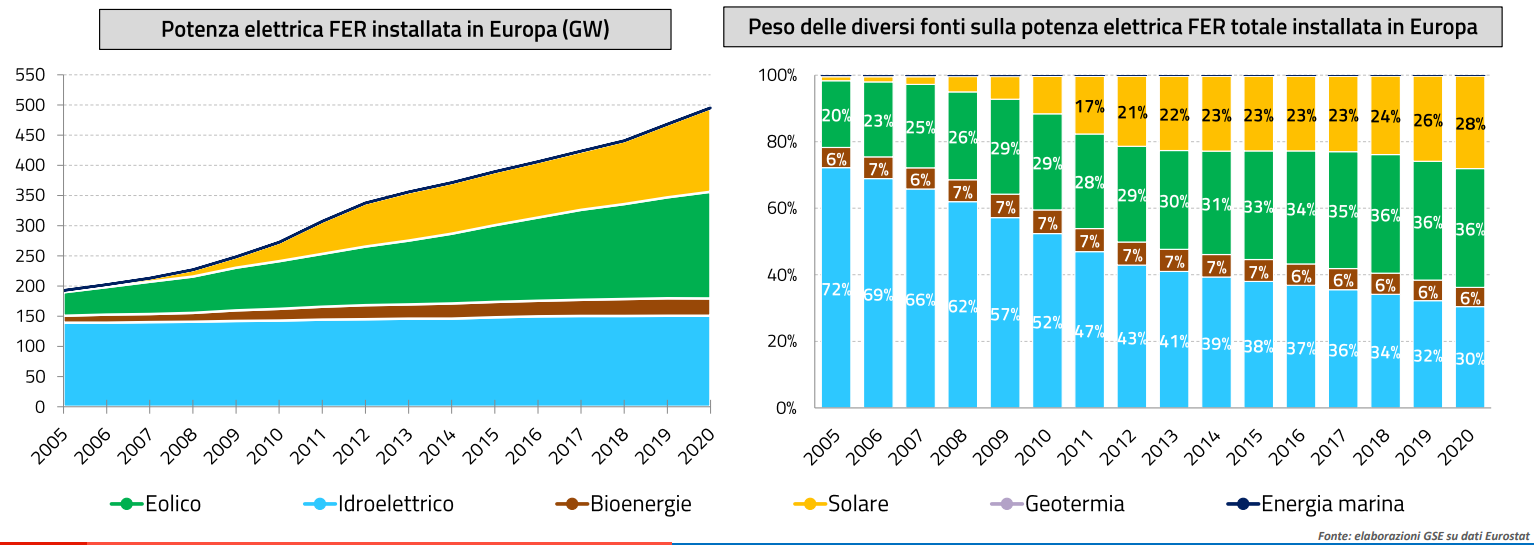 Potenza elettrica FER installata in Europa (GW)
550
500
450
400
350
300
250
200
150
100
50
0
2005 2006 2007 2008 2009 2010 2011 2012 2013 2014 2015 2016 2017 2018 2019 2020
Peso delle diversi fonti sulla potenza elettrica FER totale installata in Europa
100%
80%
60%
40%
20%
0%
17% 21% 22% 23% 23% 23% 23% 24% 26% 28%
20% 23% 25% 26% 29% 29% 28% 29% 30% 31% 33% 34% 35% 36% 36% 36%
6% 7% 6% 7% 7% 7% 7% 7% 7% 7% 7% 6% 6% 6% 6% 6%
72% 69% 66% 62% 57% 52% 47% 43% 41% 39% 38% 37% 36% 34% 32% 30%
2005 2006 2007 2008 2009 2010 2011 2012 2013 2014 2015 2016 2017 2018 2019 2020
Eolico Idroelettrico Bioenergie Solare Geotermia Energia marina
Fonte: elaborazioni GSE su dati Eurostat